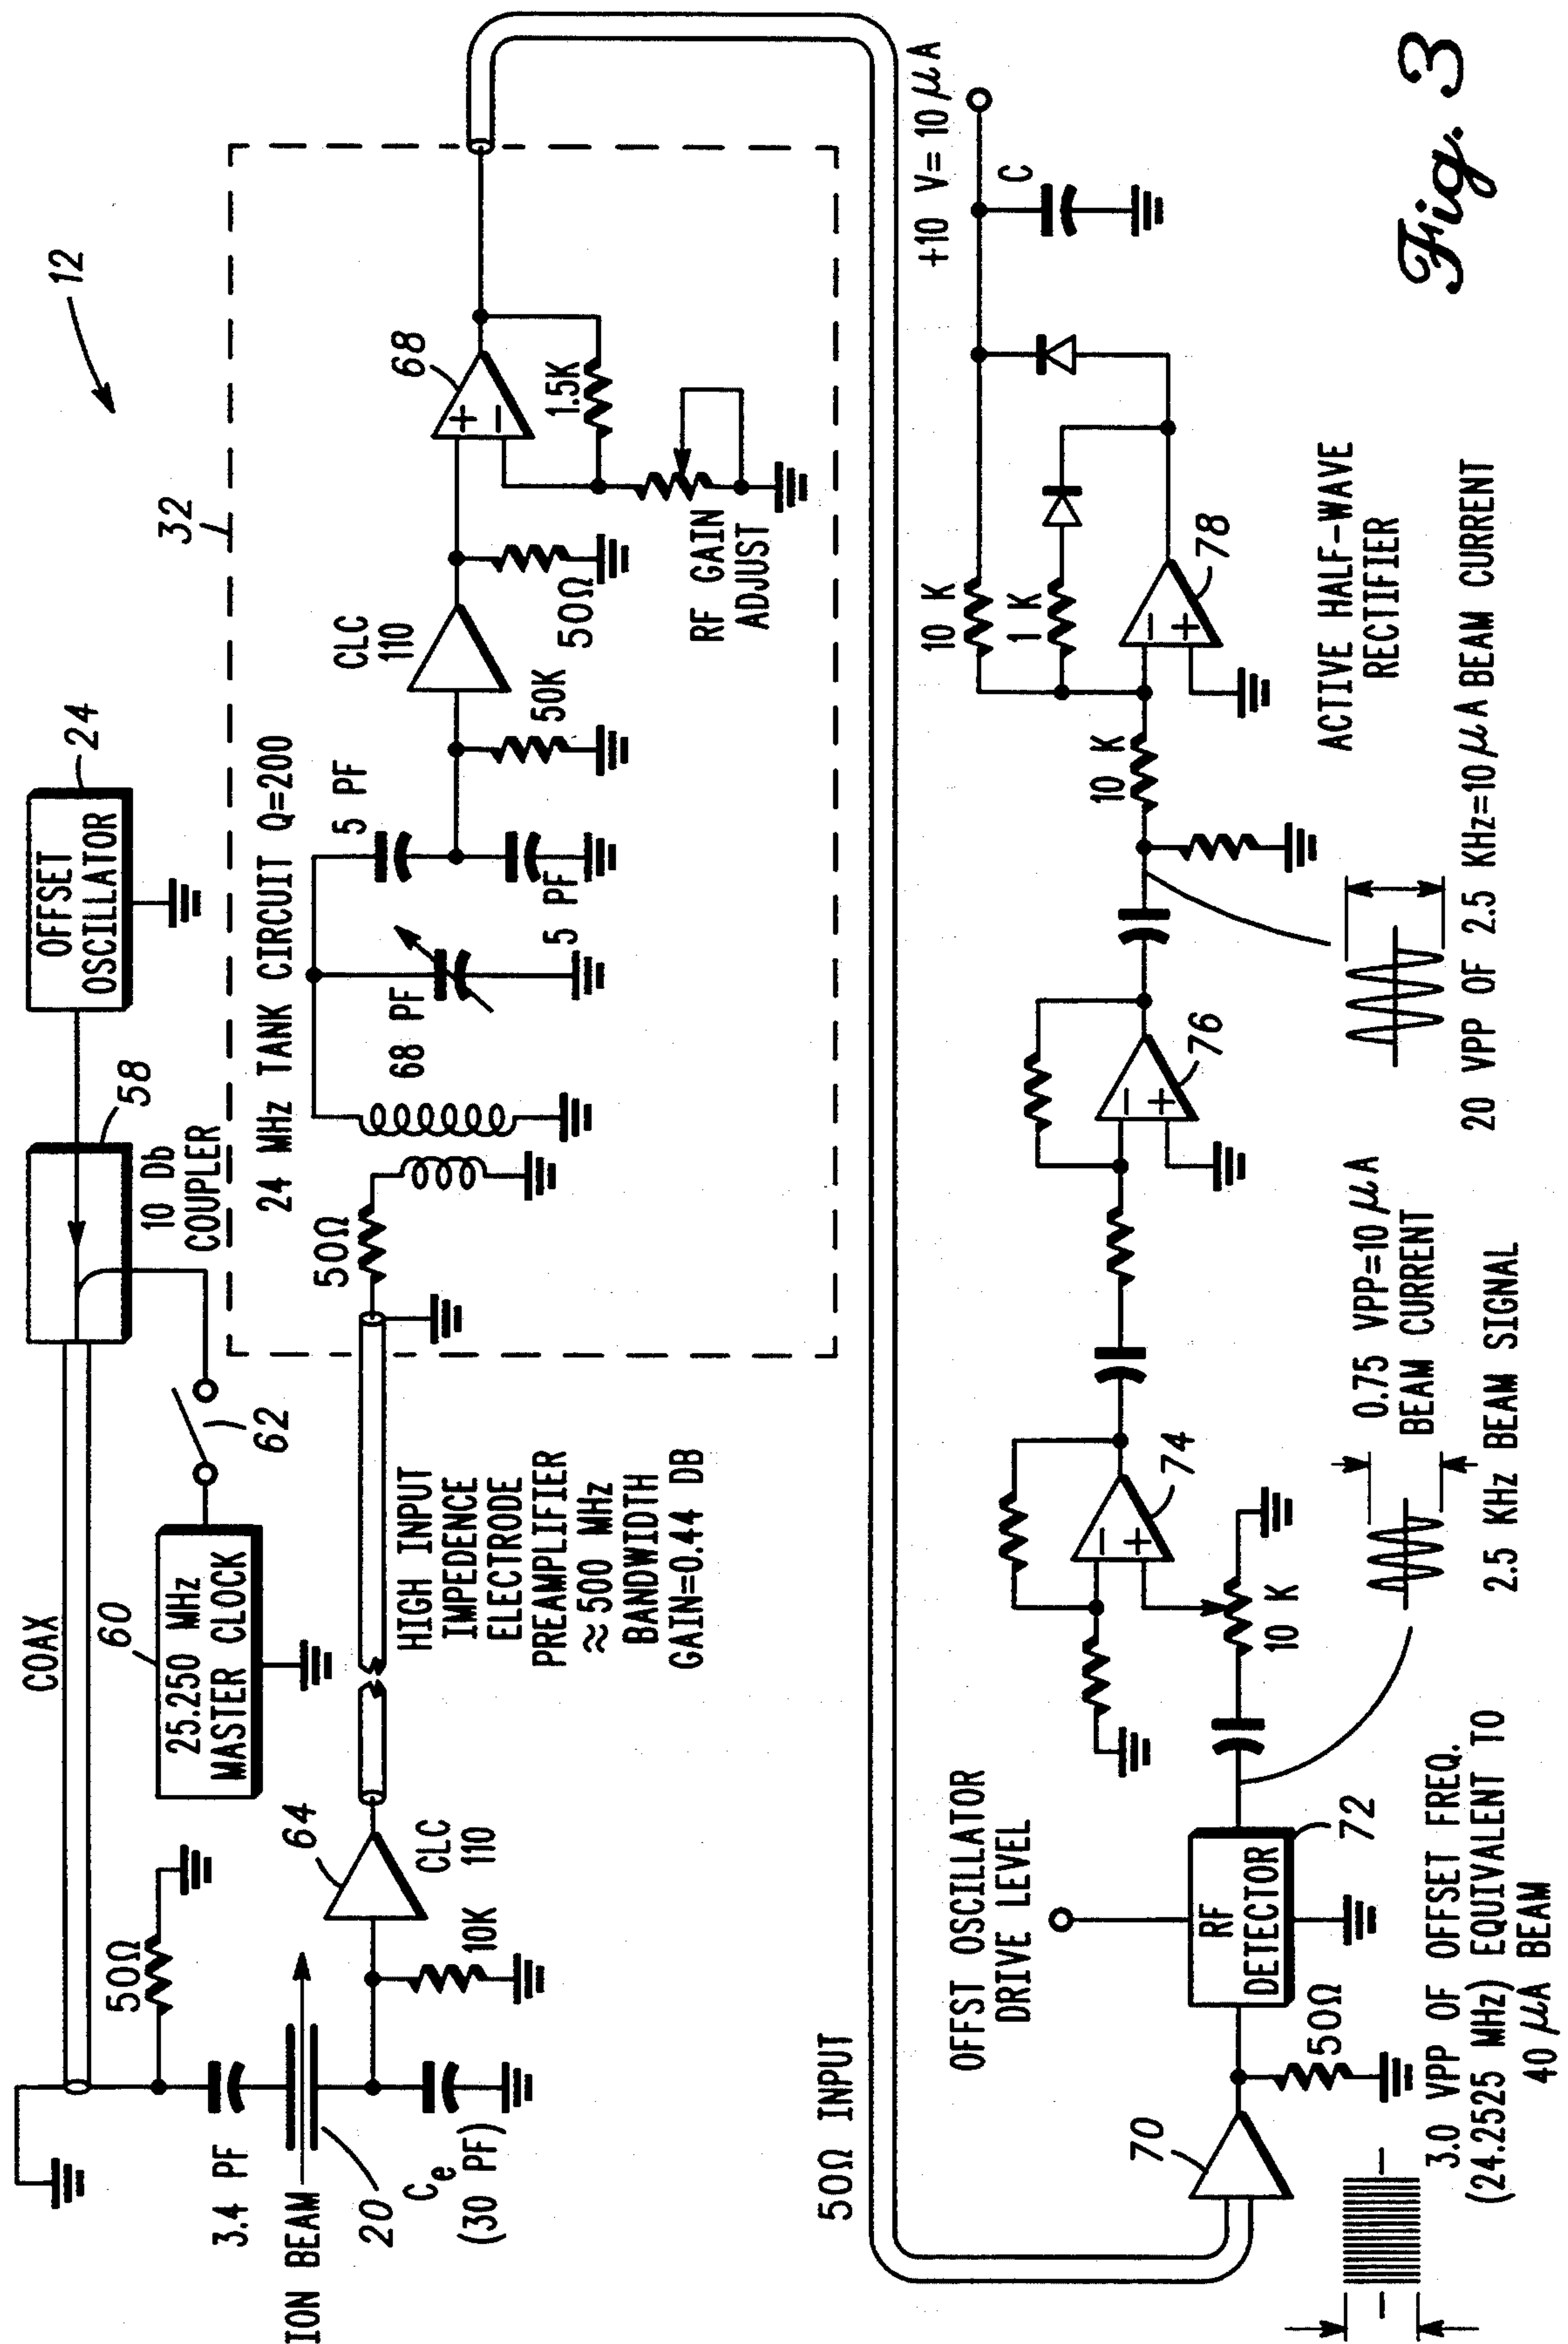 12
32
COAX
OFFSET
OSCILLATOR
24
58
10 Db
COUPLER
60
25.250 MHz
MASTER CLOCK
62
50Ω
3.4 PF
ION BEAM
20
Ce
(30 PF)
10K
64
CLC
110
HIGH INPUT
IMPEDENCE
ELECTRODE
PREAMPLIFIER
≈500 MHz
BANDWIDTH
GAIN=0.44 DB
24 MHz TANK CIRCUIT Q=200
50Ω
68 PF
5 PF
5 PF
50K
CLC
110
50Ω
68
+
−
1.5K
RF GAIN
ADJUST
50Ω INPUT
70
50Ω
3.0 VPP OF OFFSET FREQ.
(24.2525 MHz) EQUIVALENT TO
40 μA BEAM
OFFST OSCILLATOR
DRIVE LEVEL
RF
DETECTOR
72
10 K
−
+
74
0.75 VPP=10 μA
BEAM CURRENT
2.5 KHz BEAM SIGNAL
−
+
76
20 VPP OF 2.5 KHz=10 μA BEAM CURRENT
10 K
10 K
1 K
−
+
78
ACTIVE HALF-WAVE
RECTIFIER
+10 V=10 μA
C
Fig. 3